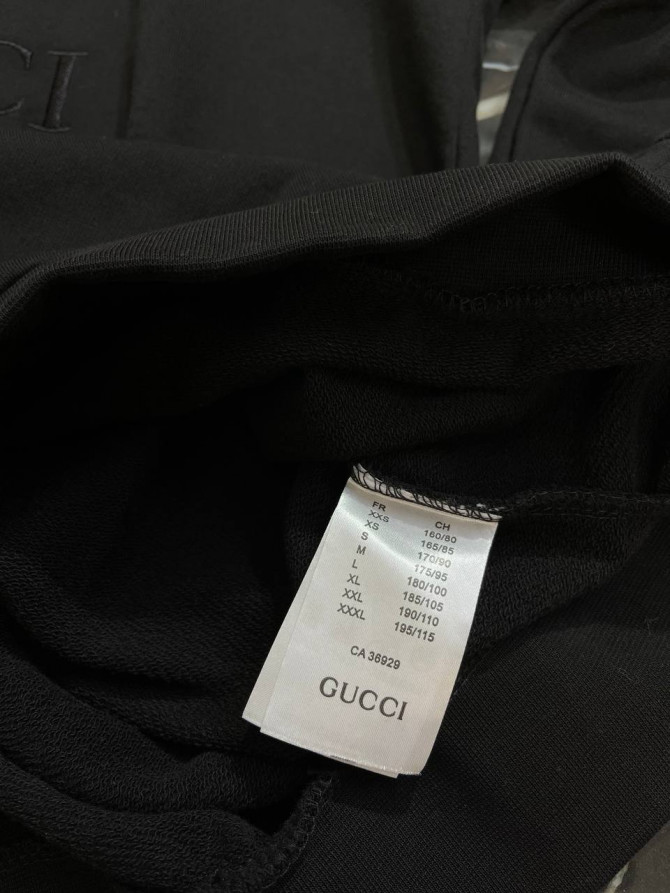 CI
FR CH
XXS 160/80
XS 165/85
S 170/90
M 175/95
L 180/100
XL 185/105
XXL 190/110
XXXL 195/115
CA 36929
GUCCI